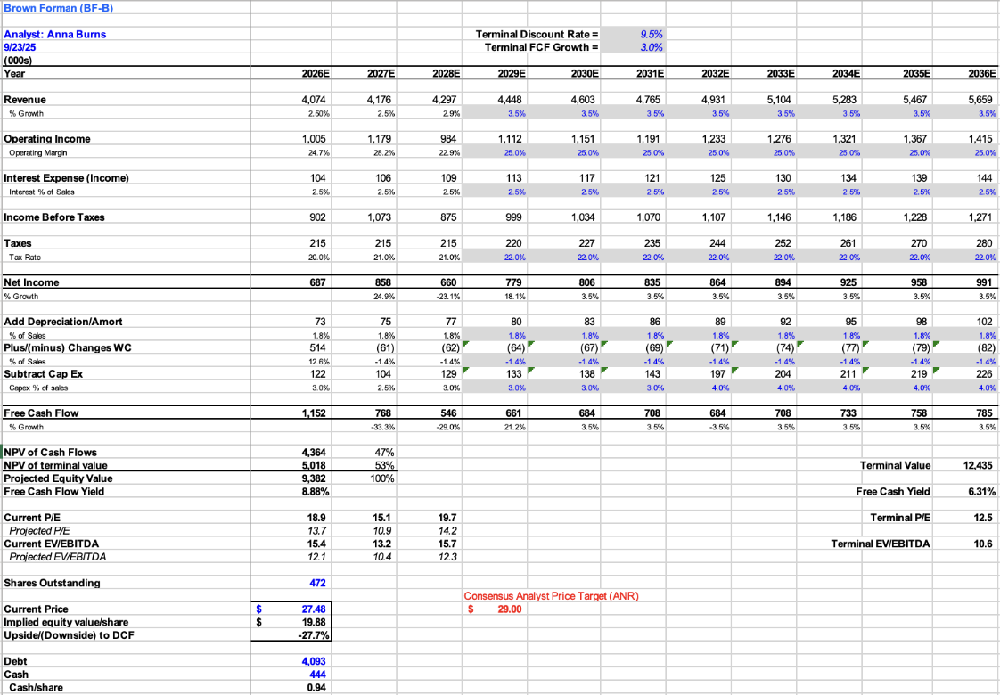 Brown Forman (BF-B)
Analyst: Anna Burns Terminal Discount Rate = 9.5%
9/23/25 Terminal FCF Growth = 3.0%
(000s)
Year 2026E 2027E 2028E 2029E 2030E 2031E 2032E 2033E 2034E 2035E 2036E
Revenue 4,074 4,176 4,297 4,448 4,603 4,765 4,931 5,104 5,283 5,467 5,659
% Growth 2.50% 2.5% 2.9% 3.5% 3.5% 3.5% 3.5% 3.5% 3.5% 3.5% 3.5%
Operating Income 1,005 1,179 984 1,112 1,151 1,191 1,233 1,276 1,321 1,367 1,415
Operating Margin 24.7% 28.2% 22.9% 25.0% 25.0% 25.0% 25.0% 25.0% 25.0% 25.0% 25.0%
Interest Expense (Income) 104 106 109 113 117 121 125 130 134 139 144
Interest % of Sales 2.5% 2.5% 2.5% 2.5% 2.5% 2.5% 2.5% 2.5% 2.5% 2.5% 2.5%
Income Before Taxes 902 1,073 875 999 1,034 1,070 1,107 1,146 1,186 1,228 1,271
Taxes 215 215 215 220 227 235 244 252 261 270 280
Tax Rate 20.0% 21.0% 21.0% 22.0% 22.0% 22.0% 22.0% 22.0% 22.0% 22.0% 22.0%
Net Income 687 858 660 779 806 835 864 894 925 958 991
% Growth 24.9% -23.1% 18.1% 3.5% 3.5% 3.5% 3.5% 3.5% 3.5% 3.5%
Add Depreciation/Amort 73 75 77 80 83 86 89 92 95 98 102
% of Sales 1.8% 1.8% 1.8% 1.8% 1.8% 1.8% 1.8% 1.8% 1.8% 1.8% 1.8%
Plus/(minus) Changes WC 514 (61) (62) (64) (67) (69) (71) (74) (77) (79) (82)
% of Sales 12.6% -1.4% -1.4% -1.4% -1.4% -1.4% -1.4% -1.4% -1.4% -1.4% -1.4%
Subtract Cap Ex 122 104 129 133 138 143 197 204 211 219 226
Capex % of sales 3.0% 2.5% 3.0% 3.0% 3.0% 3.0% 4.0% 4.0% 4.0% 4.0% 4.0%
Free Cash Flow 1,152 768 546 661 684 708 684 708 733 758 785
% Growth -33.3% -29.0% 21.2% 3.5% 3.5% -3.5% 3.5% 3.5% 3.5% 3.5%
NPV of Cash Flows 4,364 47%
NPV of terminal value 5,018 53% Terminal Value 12,435
Projected Equity Value 9,382 100%
Free Cash Flow Yield 8.88% Free Cash Yield 6.31%
Current P/E 18.9 15.1 19.7 Terminal P/E 12.5
Projected P/E 13.7 10.9 14.2
Current EV/EBITDA 15.4 13.2 15.7 Terminal EV/EBITDA 10.6
Projected EV/EBITDA 12.1 10.4 12.3
Shares Outstanding 472
Consensus Analyst Price Target (ANR)
Current Price $ 27.48 $ 29.00
Implied equity value/share $ 19.88
Upside/(Downside) to DCF -27.7%
Debt 4,093
Cash 444
Cash/share 0.94